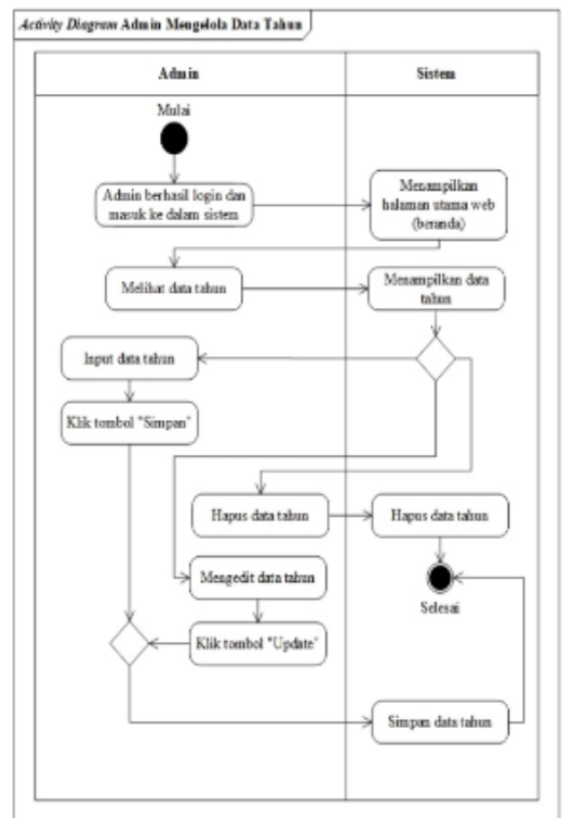 Activity Diagram Admin Mengelola Data Tahun
Admin
Sistem
Mulai
Admin berhasil login dan
masuk ke dalam sistem
Menampilkan
halaman utama web
(beranda)
Melihat data tahun
Menampilkan data
tahun
Input data tahun
Klik tombol "Simpan"
Hapus data tahun
Hapus data tahun
Mengedit data tahun
Selesai
Klik tombol "Update"
Simpan data tahun